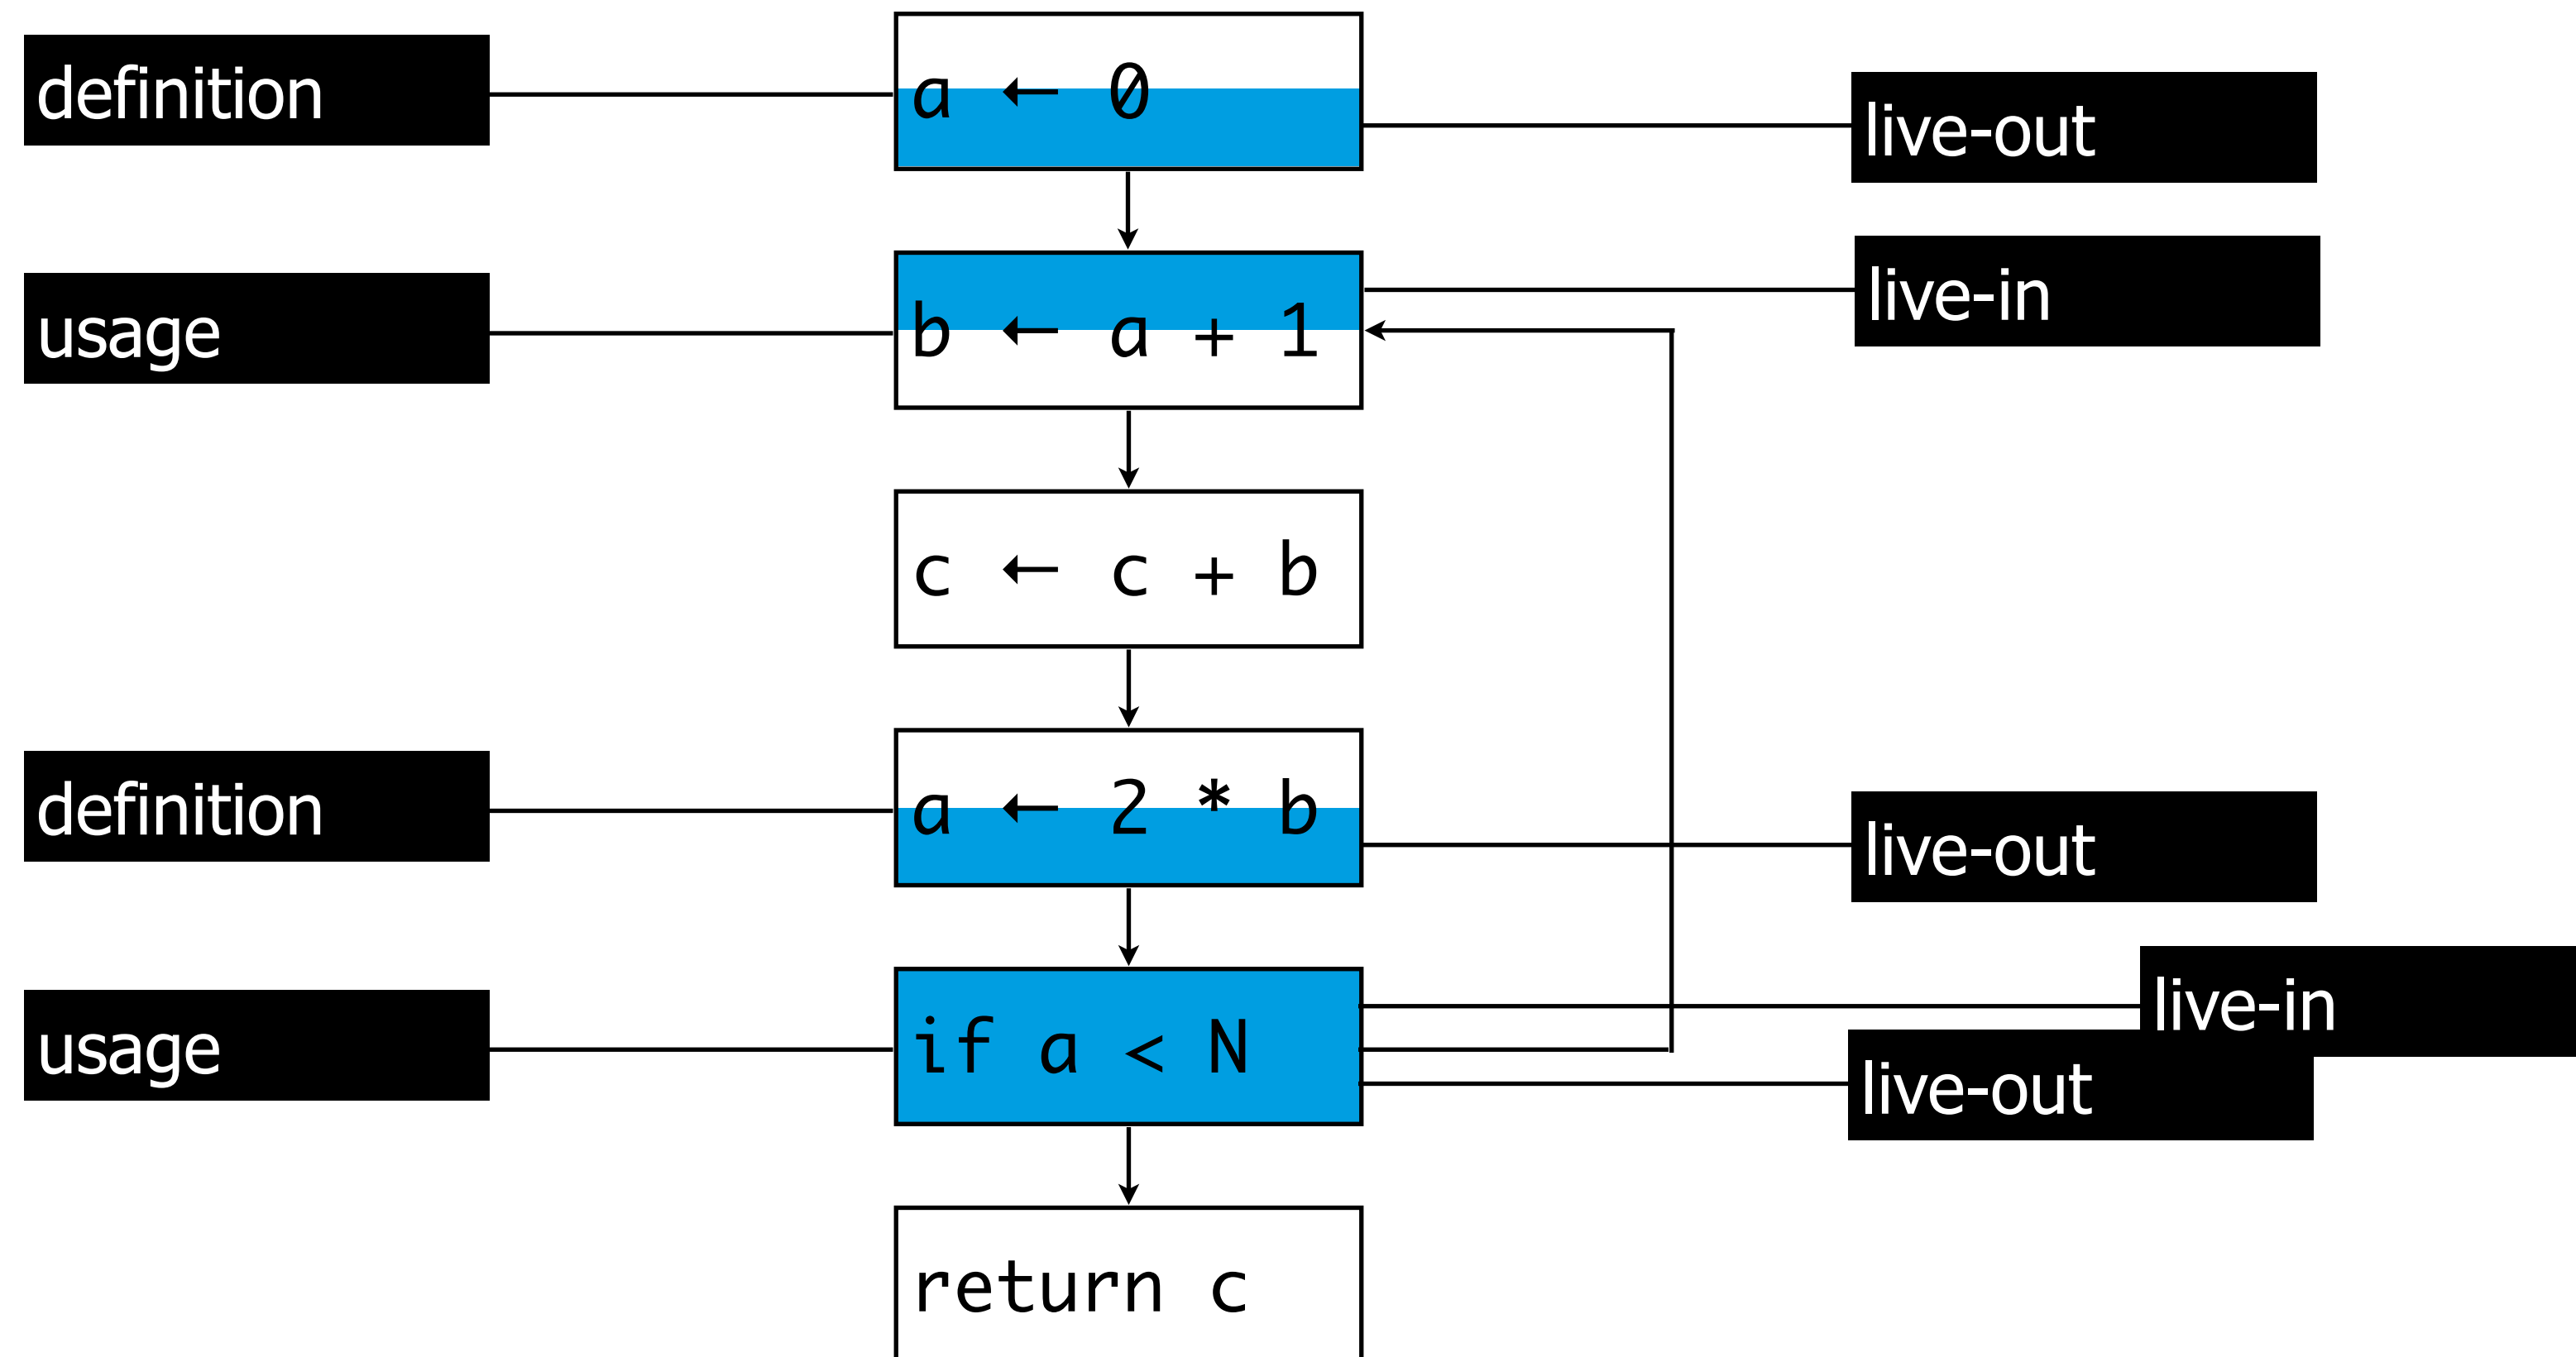 definition
a ← 0
live-out
usage
b ← a + 1
live-in
c ← c + b
definition
a ← 2 * b
live-out
usage
if a < N
live-in
live-out
return c